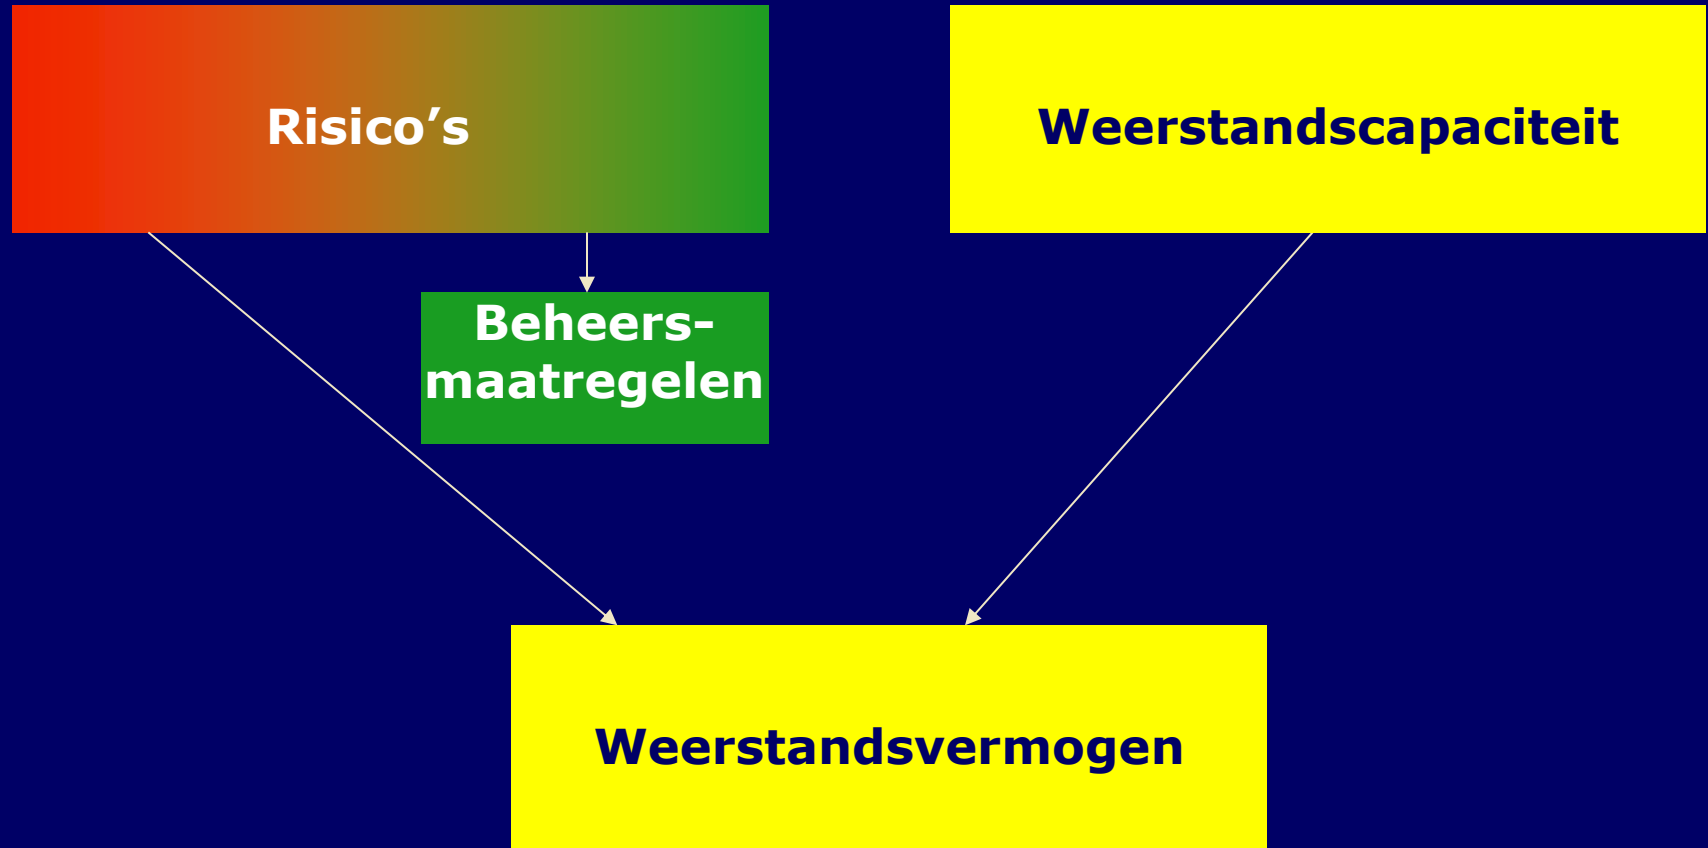 Risico’s
Weerstandscapaciteit
Beheers-
maatregelen
Weerstandsvermogen